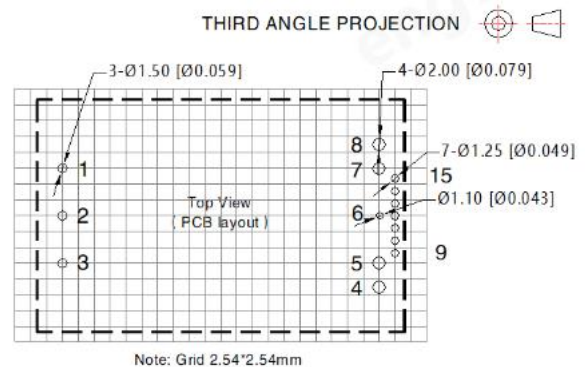 THIRD ANGLE PROJECTION
3-Ø1.50 [Ø0.059]
4-Ø2.00 [Ø0.079]
8
7-Ø1.25 [Ø0.049]
1
7
15
Top View
Ø1.10 [Ø0.043]
2
( PCB layout )
6
3
5
9
4
Note: Grid 2.54*2.54mm